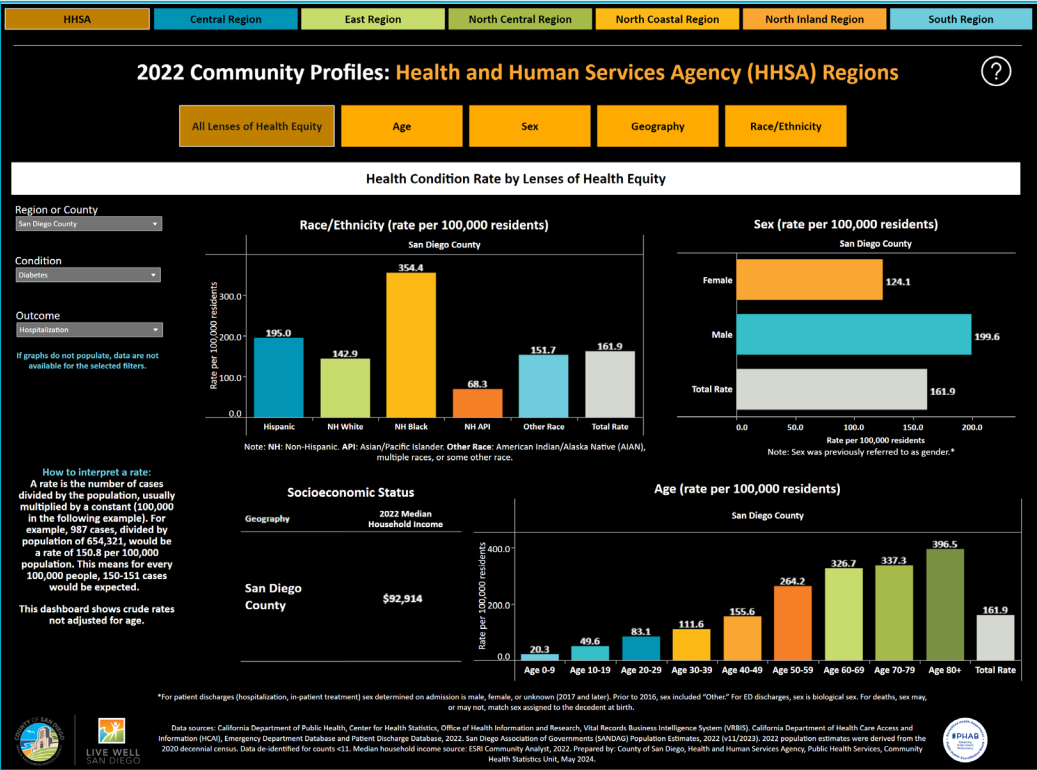 HHSA
Central Region
East Region
North Central Region
North Coastal Region
North Inland Region
South Region
2022 Community Profiles: Health and Human Services Agency (HHSA) Regions
?
All Lenses of Health Equity
Age
Sex
Geography
Race/Ethnicity
Health Condition Rate by Lenses of Health Equity
Region or County
San Diego County
Condition
Diabetes
Outcome
Hospitalization
If graphs do not populate, data are not
available for the selected filters.
How to interpret a rate:
A rate is the number of cases
divided by the population, usually
multiplied by a constant (100,000
in the following example). For
example, 987 cases, divided by
population of 654,321, would be
a rate of 150.8 per 100,000
population. This means for every
100,000 people, 150-151 cases
would be expected.
This dashboard shows crude rates
not adjusted for age.
Race/Ethnicity (rate per 100,000 residents)
San Diego County
Rate per 100,000 residents
300.0
200.0
100.0
0.0
195.0
142.9
354.4
68.3
151.7
161.9
Hispanic
NH White
NH Black
NH API
Other Race
Total Rate
Note: NH: Non-Hispanic. API: Asian/Pacific Islander. Other Race: American Indian/Alaska Native (AIAN),
multiple races, or some other race.
Sex (rate per 100,000 residents)
San Diego County
Female
124.1
Male
199.6
Total Rate
161.9
0.0
50.0
100.0
150.0
200.0
Rate per 100,000 residents
Note: Sex was previously referred to as gender.*
Socioeconomic Status
Geography
2022 Median
Household Income
San Diego
County
$92,914
Age (rate per 100,000 residents)
San Diego County
Rate per 100,000 residents
400.0
200.0
0.0
20.3
49.6
83.1
111.6
155.6
264.2
326.7
337.3
396.5
161.9
Age 0-9
Age 10-19
Age 20-29
Age 30-39
Age 40-49
Age 50-59
Age 60-69
Age 70-79
Age 80+
Total Rate
*For patient discharges (hospitalization, in-patient treatment) sex determined on admission is male, female, or unknown (2017 and later). Prior to 2016, sex included "Other." For ED discharges, sex is biological sex. For deaths, sex may,
or may not, match sex assigned to the decedent at birth.
Data sources: California Department of Public Health, Center for Health Statistics, Office of Health Information and Research, Vital Records Business Intelligence System (VRBIS). California Department of Health Care Access and
Information (HCAI), Emergency Department Database and Patient Discharge Database, 2022. San Diego Association of Governments (SANDAG) Population Estimates, 2022 (v11/2023). 2022 population estimates were derived from the
2020 decennial census. Data de-identified for counts <11. Median household income source: ESRI Community Analyst, 2022. Prepared by: County of San Diego, Health and Human Services Agency, Public Health Services, Community
Health Statistics Unit, May 2024.
COUNTY OF SAN DIEGO
LIVE WELL
SAN DIEGO
PHAB